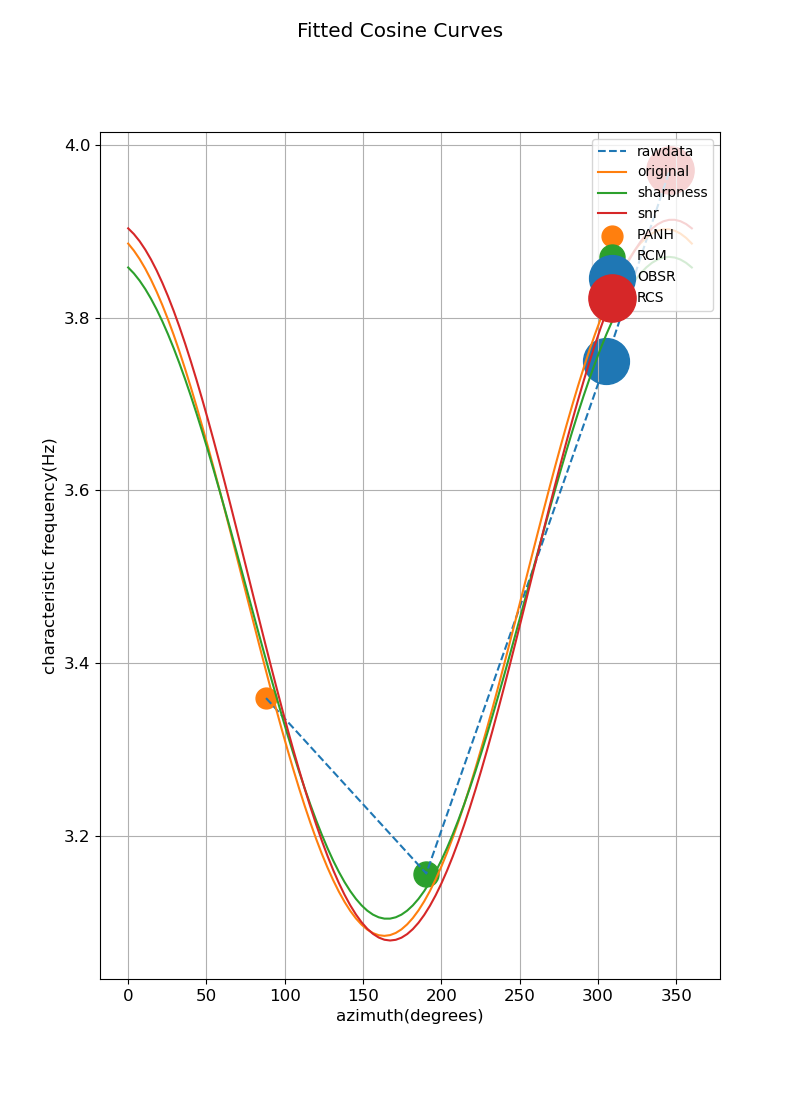 Fitted Cosine Curves
4.0
3.8
3.6
3.4
3.2
characteristic frequency(Hz)
rawdata
original
sharpness
snr
PANH
RCM
OBSR
RCS
0 50 100 150 200 250 300 350
azimuth(degrees)